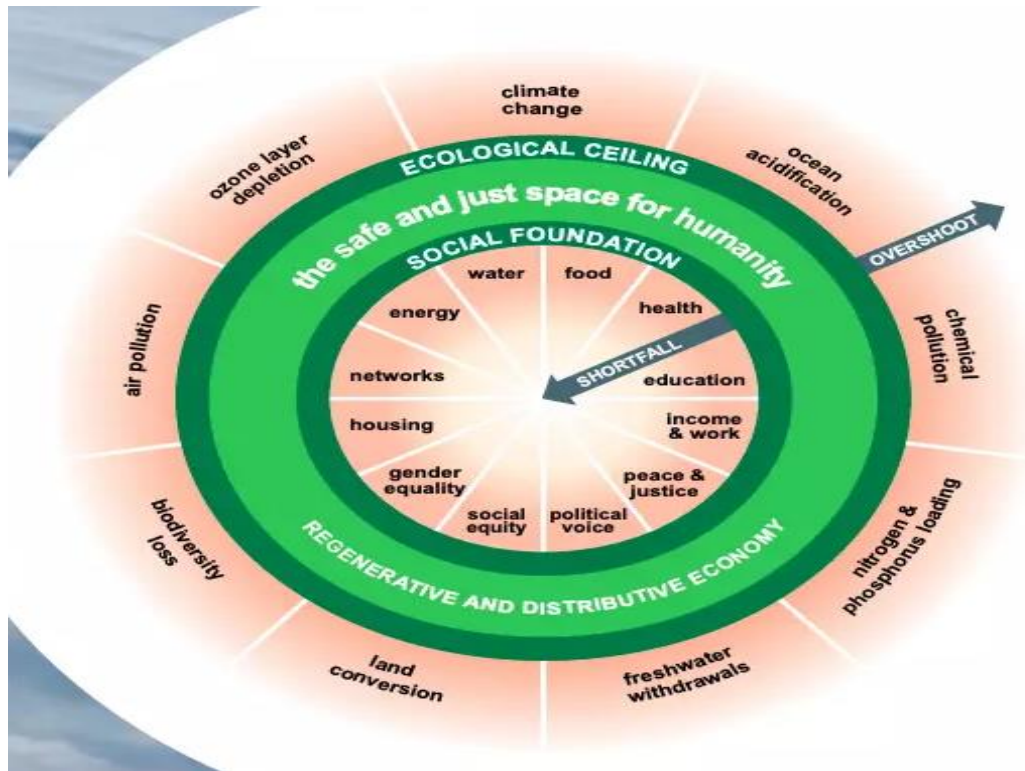 climate
change
ozone layer
depletion
ocean
acidification
ECOLOGICAL CEILING
the safe and just space for humanity
SOCIAL FOUNDATION
OVERSHOOT
water
food
energy
health
SHORTFALL
air pollution
chemical
pollution
networks
education
housing
income
& work
gender
equality
peace &
justice
social
equity
political
voice
REGENERATIVE AND DISTRIBUTIVE ECONOMY
biodiversity
loss
nitrogen &
phosphorus loading
land
conversion
freshwater
withdrawals